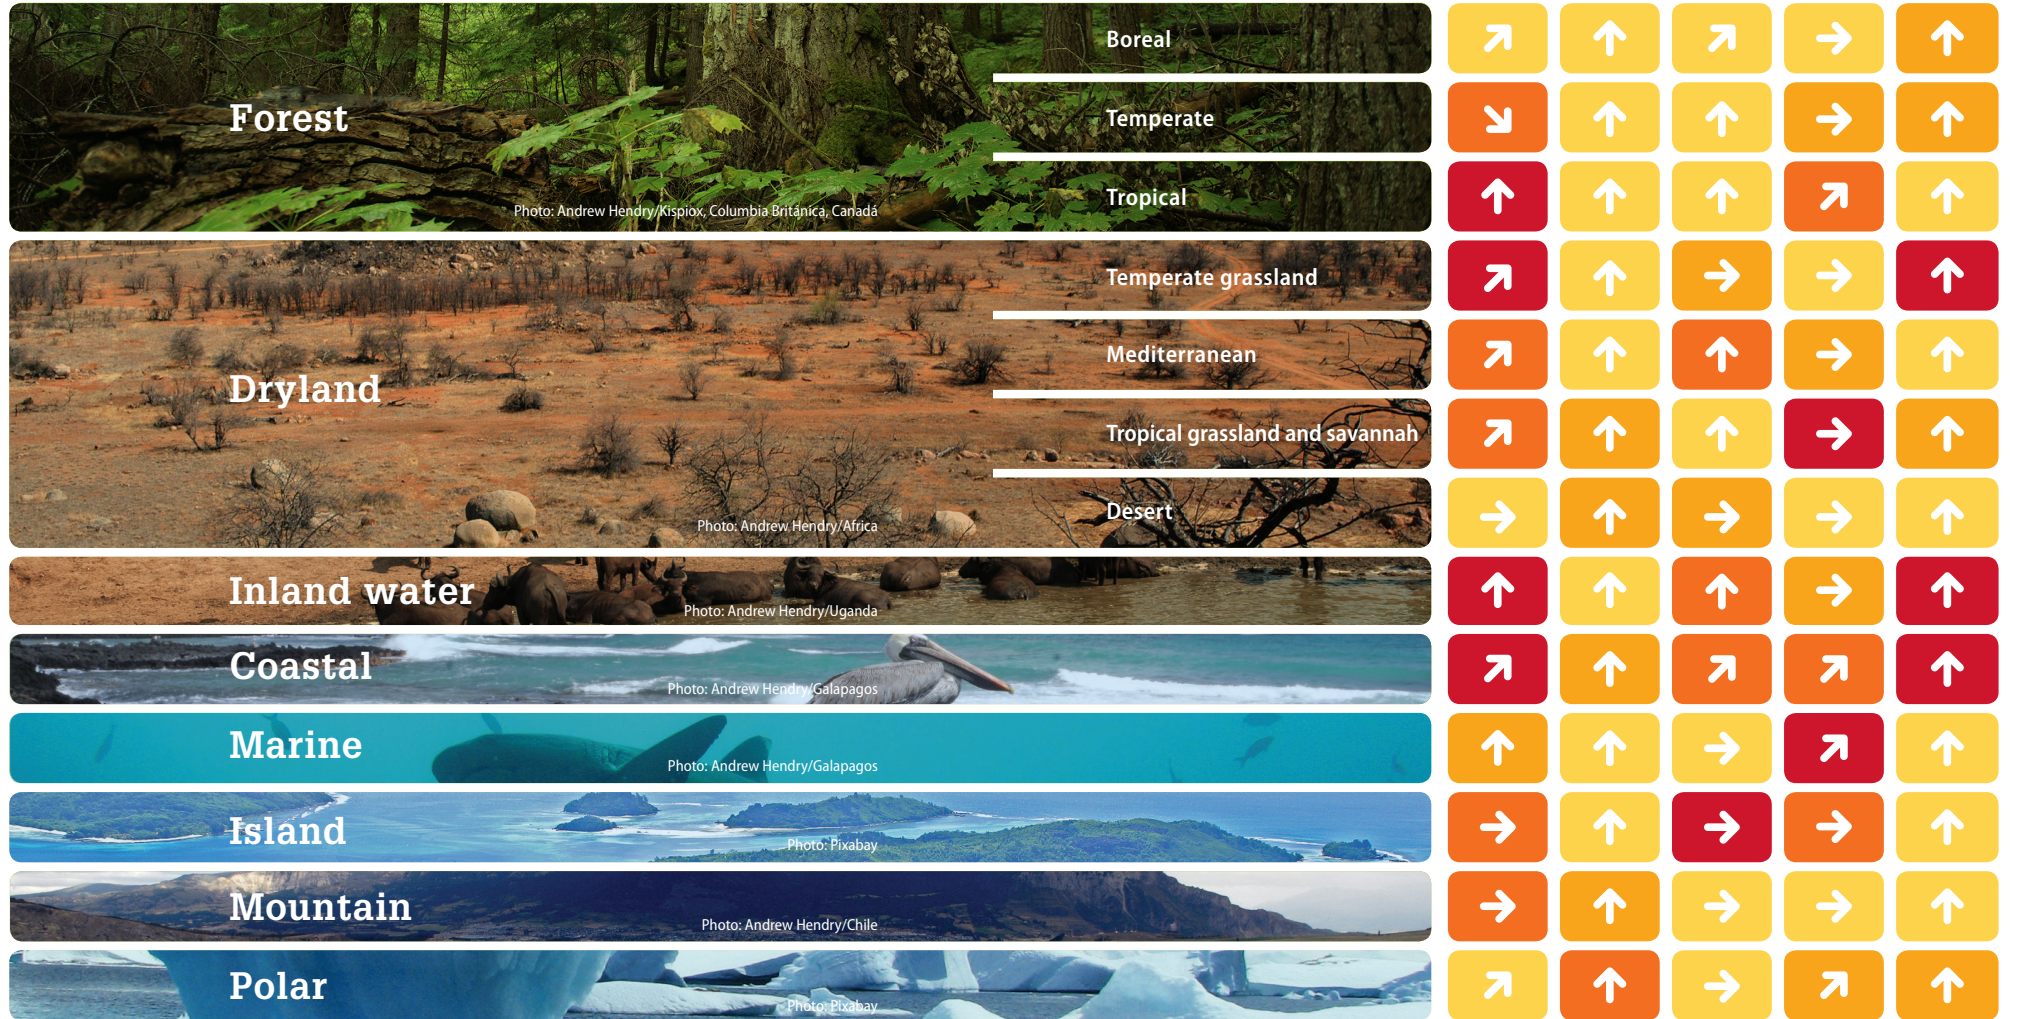 Forest
Boreal
Temperate
Tropical
Photo: Andrew Hendry/Kispiox, Columbia Británica, Canadá
Dryland
Temperate grassland
Mediterranean
Tropical grassland and savannah
Desert
Photo: Andrew Hendry/Africa
Inland water
Photo: Andrew Hendry/Uganda
Coastal
Photo: Andrew Hendry/Galapagos
Marine
Photo: Andrew Hendry/Galapagos
Island
Photo: Pixabay
Mountain
Photo: Andrew Hendry/Chile
Polar
Photo: Pixabay